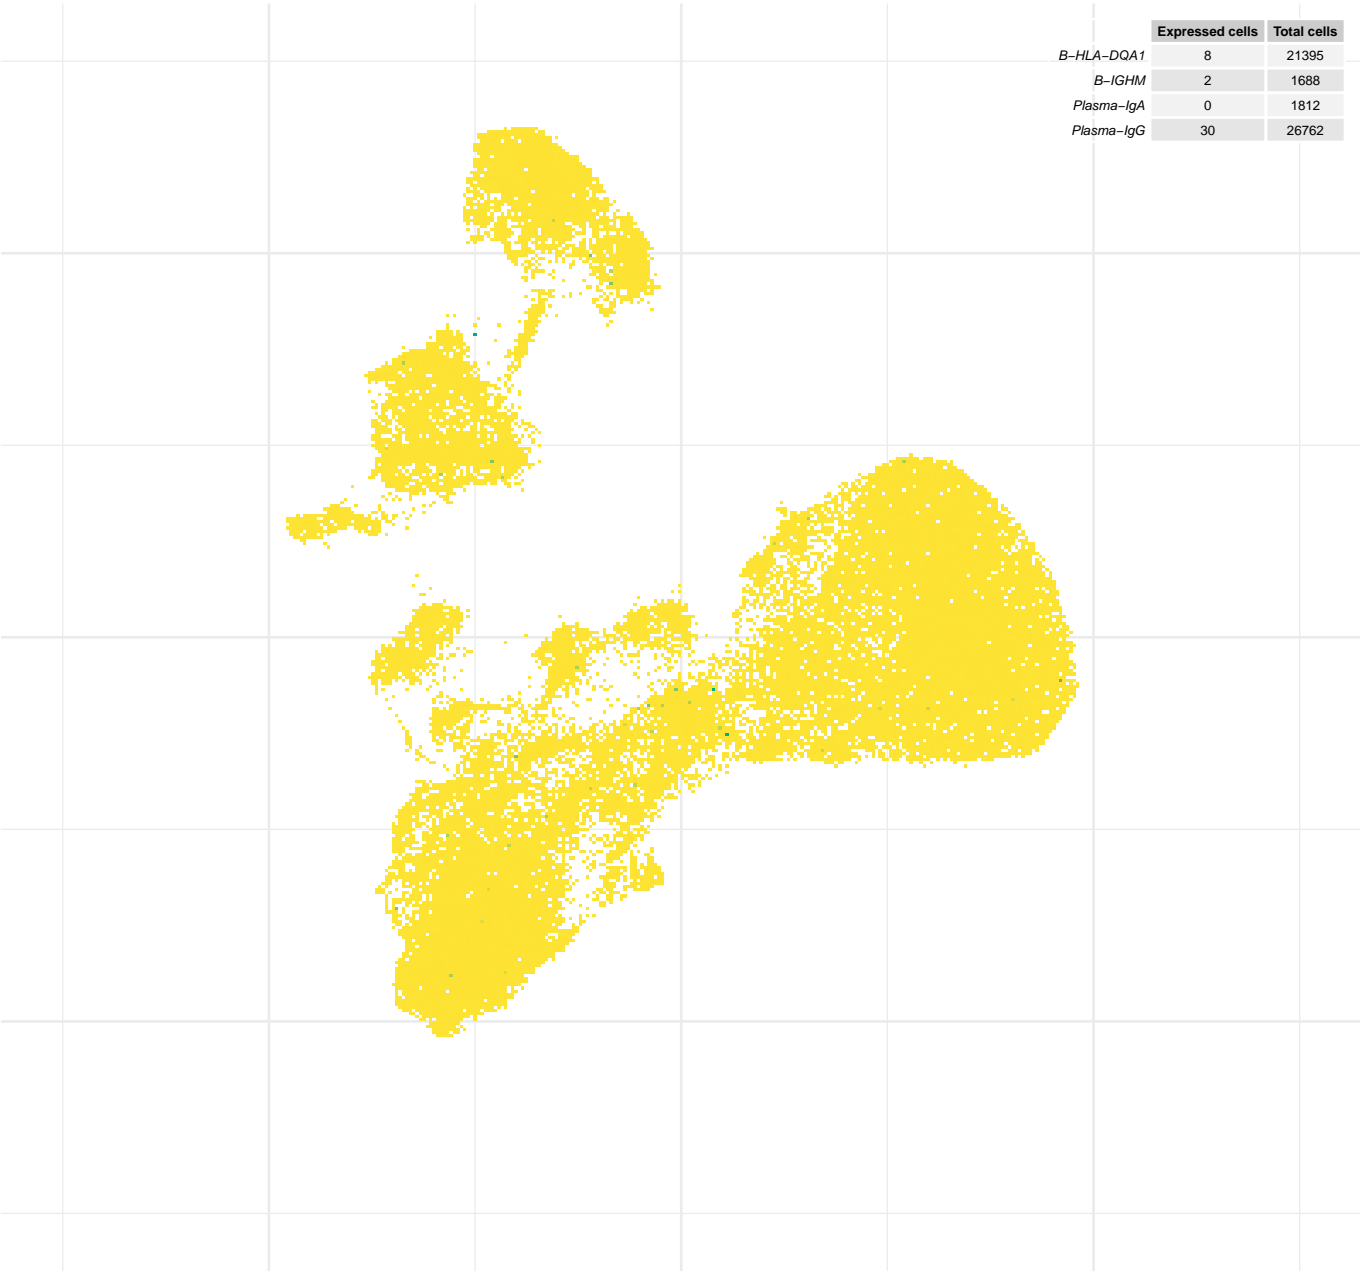 Expressed cells Total cells
B−HLA−DQA1 8 21395
B−IGHM 2 1688
Plasma−IgA 0 1812
Plasma−IgG 30 26762